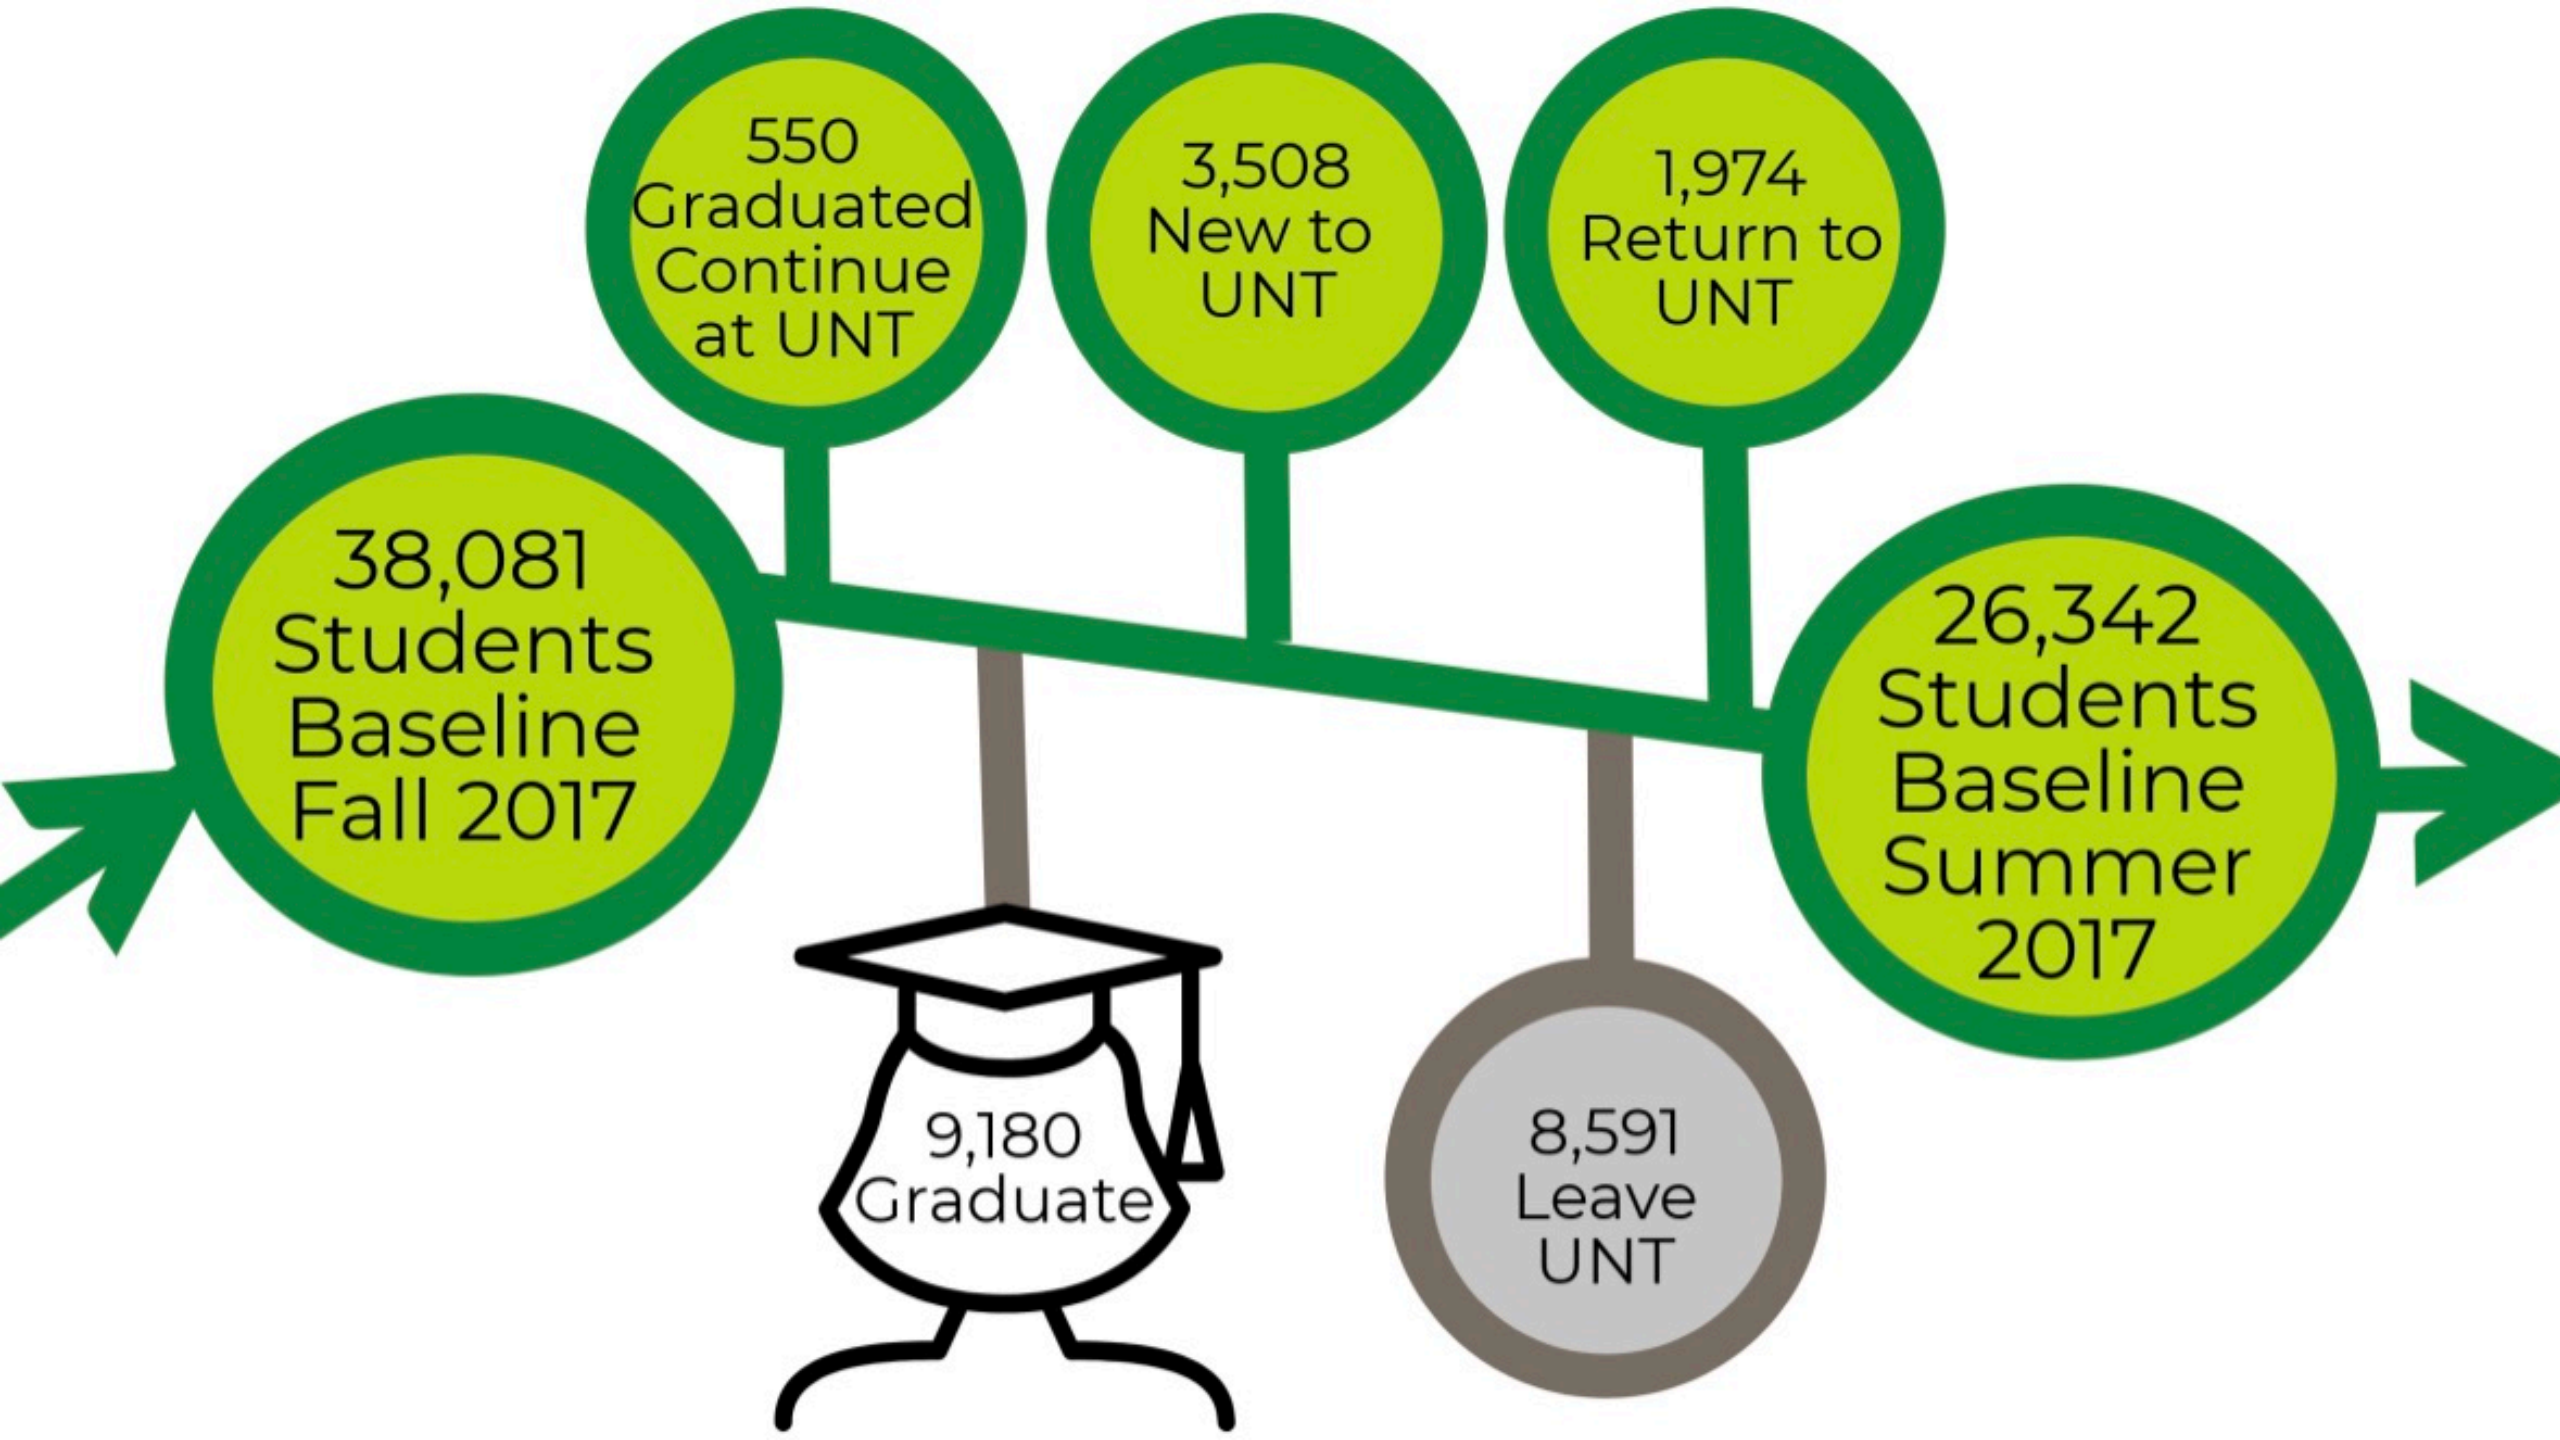 550
Graduated
Continue
at UNT
3,508
New to
UNT
1,974
Return to
UNT
38,081
Students
Baseline
Fall 2017
26,342
Students
Baseline
Summer
2017
9,180
Graduate
8,591
Leave
UNT